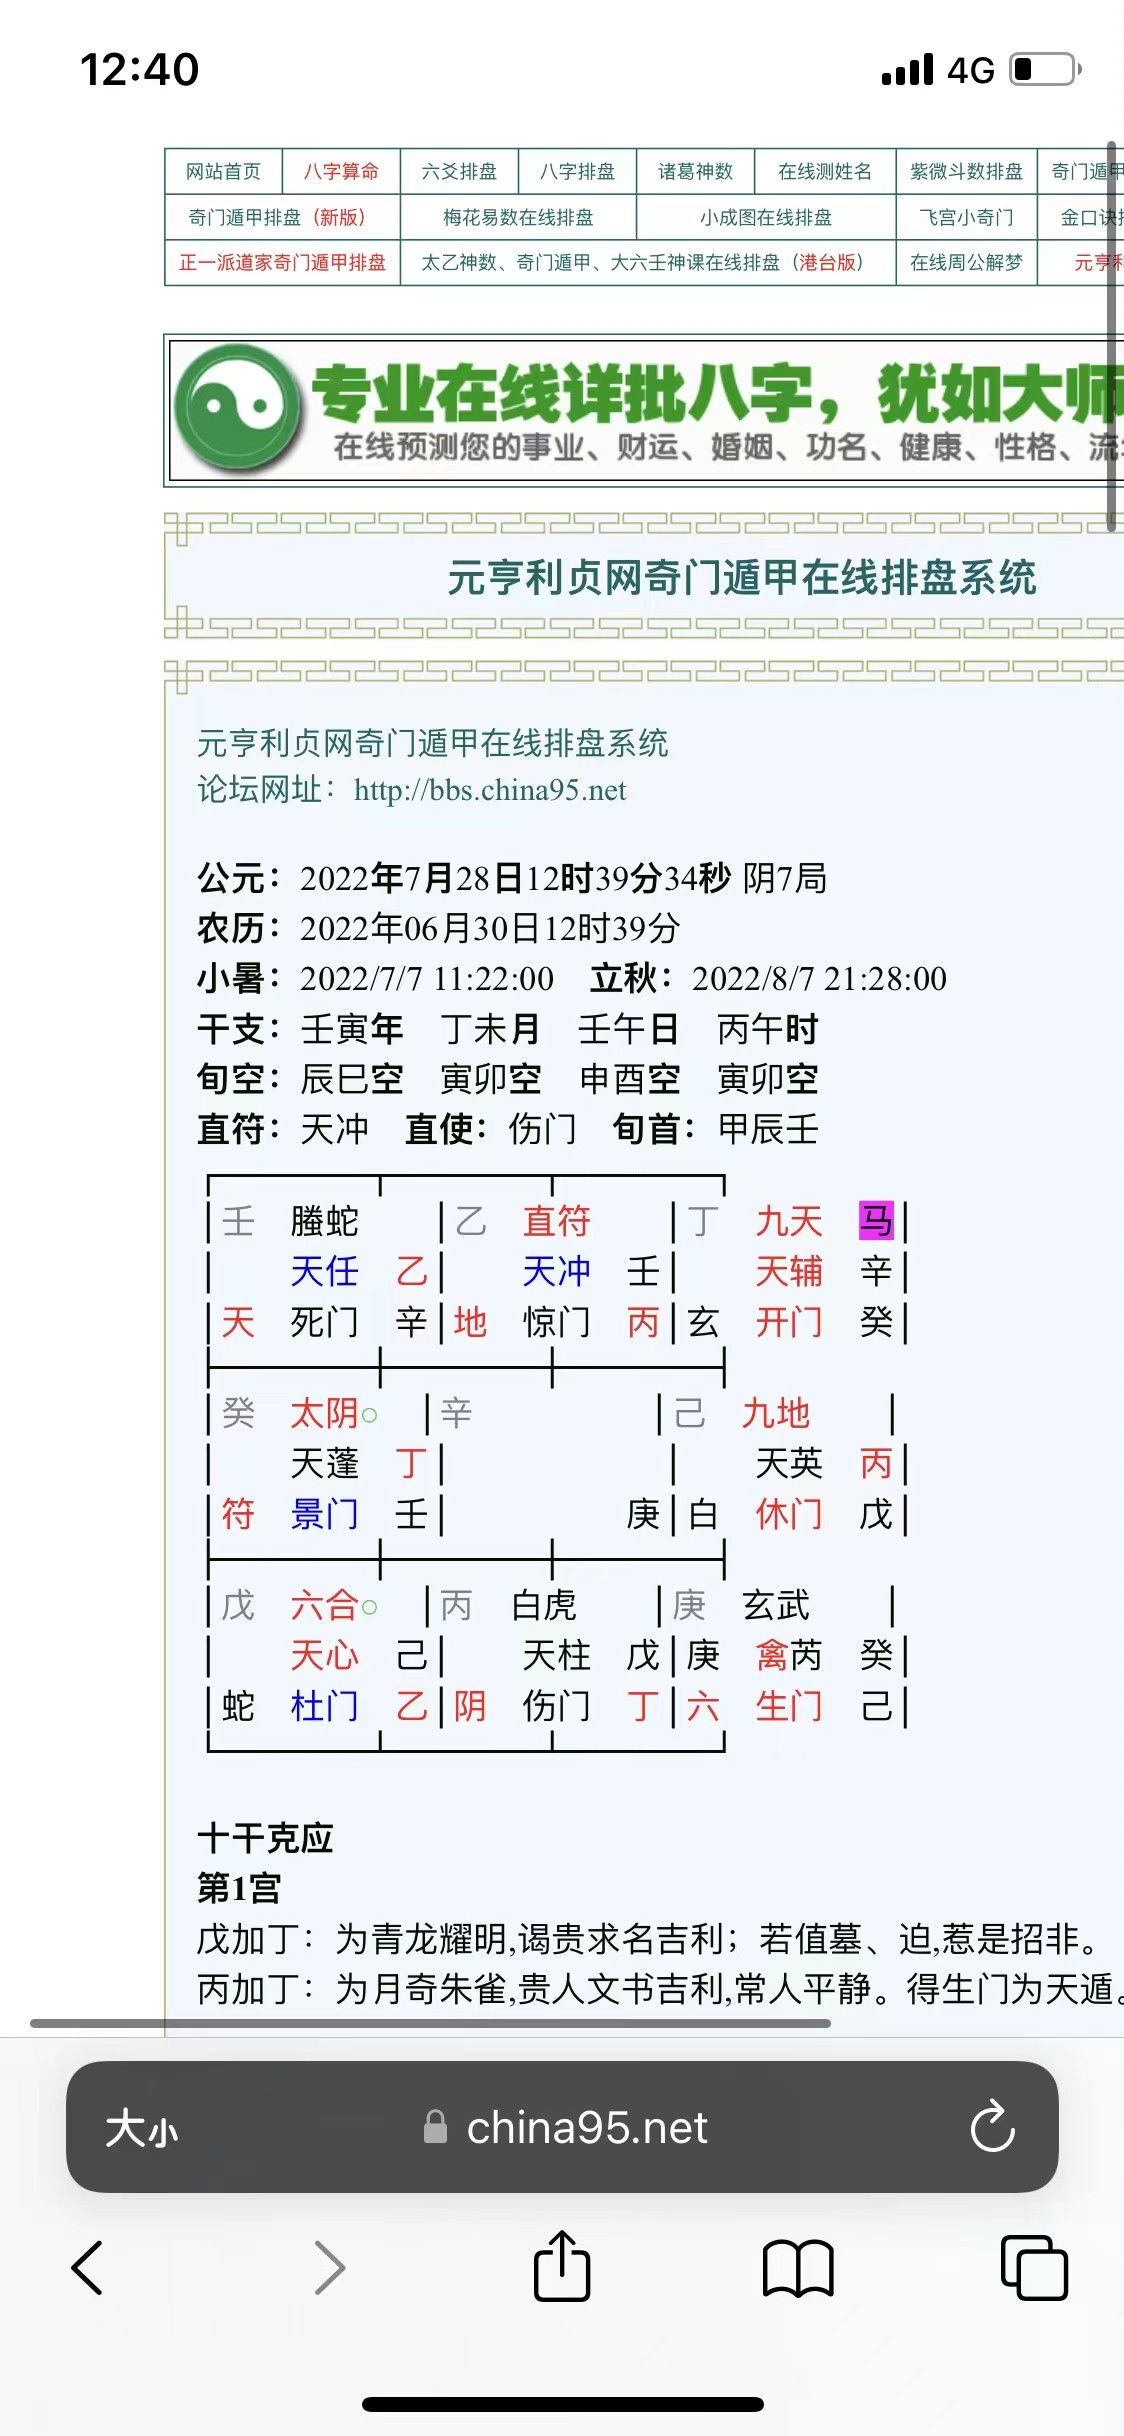 12:40 4G
网站首页 八字算命 六爻排盘 八字排盘 诸葛神数 在线测姓名 紫微斗数排盘 奇门遁甲
奇门遁甲排盘（新版） 梅花易数在线排盘 小成图在线排盘 飞宫小奇门 金口诀
正一派道家奇门遁甲排盘 太乙神数、奇门遁甲、大六壬神课在线排盘（港台版） 在线周公解梦 元亨利
专业在线详批八字，犹如大师
在线预测您的事业、财运、婚姻、功名、健康、性格、流
元亨利贞网奇门遁甲在线排盘系统
元亨利贞网奇门遁甲在线排盘系统
论坛网址：http://bbs.china95.net
公元：2022年7月28日12时39分34秒 阴7局
农历：2022年06月30日12时39分
小暑：2022/7/7 11:22:00 立秋：2022/8/7 21:28:00
干支：壬寅年 丁未月 壬午日 丙午时
旬空：辰巳空 寅卯空 申酉空 寅卯空
直符：天冲 直使：伤门 旬首：甲辰壬
壬 螣蛇 乙 直符 丁 九天 马
天任 乙 天冲 壬 天辅 辛
天 死门 辛 地 惊门 丙 玄 开门 癸
癸 太阴○ 辛 己 九地
天蓬 丁 天英 丙
符 景门 壬 庚 白 休门 戊
戊 六合○ 丙 白虎 庚 玄武
天心 己 天柱 戊 庚 禽芮 癸
蛇 杜门 乙 阴 伤门 丁 六 生门 己
十干克应
第1宫
戊加丁：为青龙耀明,谒贵求名吉利；若值墓、迫,惹是招非。
丙加丁：为月奇朱雀,贵人文书吉利,常人平静。得生门为天遁。
大小 china95.net